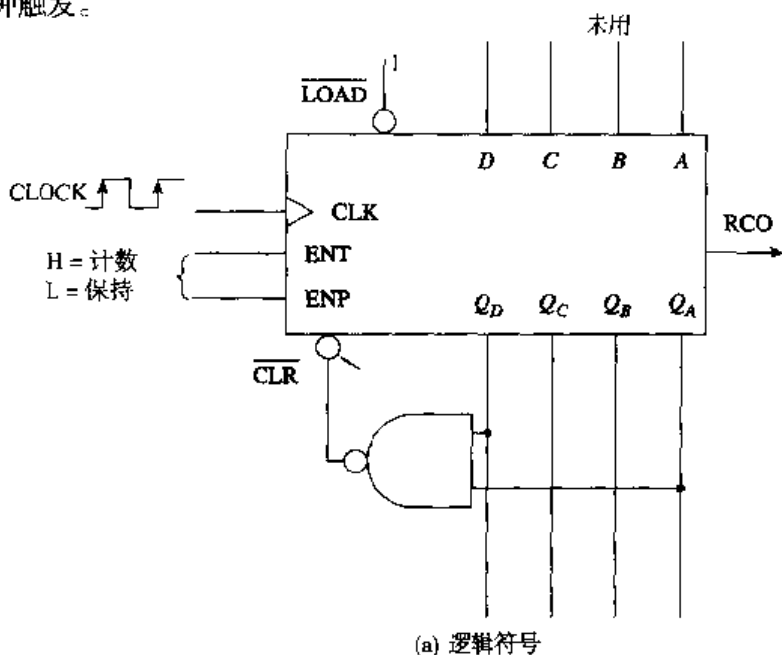 冲触发。
未用
1
LOAD
D C B A
CLOCK
CLK
RCO
H = 计数
ENT
L = 保持
ENP
Q_D Q_C Q_B Q_A
CLR
(a) 逻辑符号